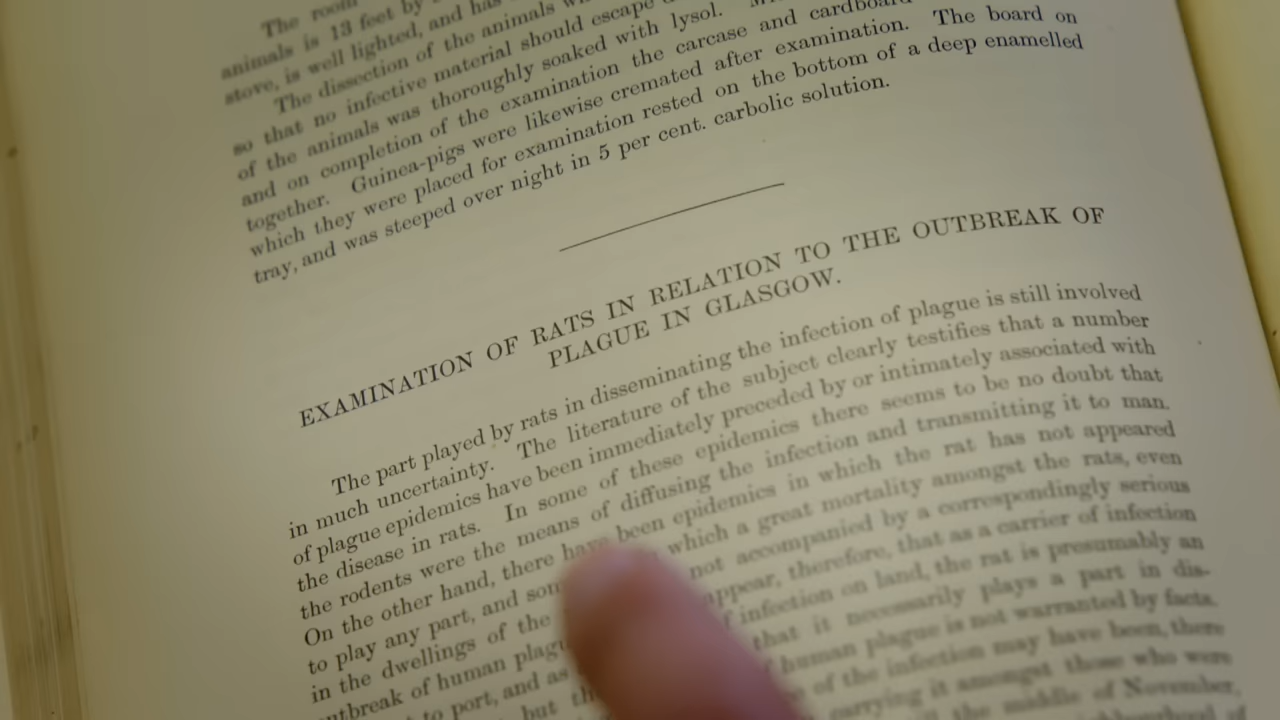 The room
animals is 13 feet by
stove, is well lighted, and has
The dissection of the animals
so that no infective material should escape
of the animals was thoroughly soaked with lysol.
and on completion of the examination the carcase and cardboard
together. Guinea-pigs were likewise cremated after examination. The board on
which they were placed for examination rested on the bottom of a deep enamelled
tray, and was steeped over night in 5 per cent. carbolic solution.
EXAMINATION OF RATS IN RELATION TO THE OUTBREAK OF
PLAGUE IN GLASGOW.
The part played by rats in disseminating the infection of plague is still involved
in much uncertainty. The literature of the subject clearly testifies that a number
of plague epidemics have been immediately preceded by or intimately associated with
the disease in rats. In some of these epidemics there seems to be no doubt that
the rodents were the means of diffusing the infection and transmitting it to man.
On the other hand, there have been epidemics in which the rat has not appeared
to play any part, and some which a great mortality amongst the rats, even
in the dwellings of the not accompanied by a correspondingly serious
outbreak of human plague appear, therefore, that as a carrier of infection
to port, and as of infection on land, the rat is presumably an
but that it necessarily plays a part in dis-
human plague is not warranted by facts.
of the infection may have been, there
carrying it amongst those who were
the middle of November,